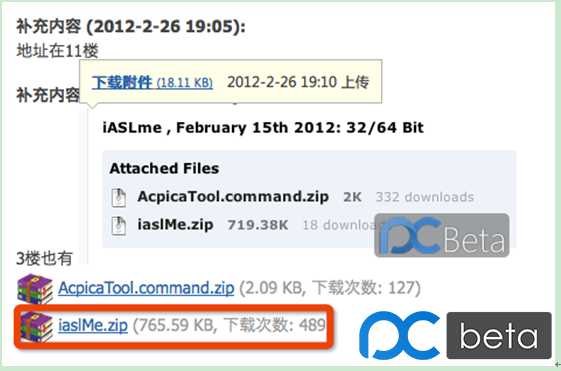 补充内容 (2012-2-26 19:05):
地址在11楼
下载附件 (18.11 KB) 2012-2-26 19:10 上传
补充内容
iASLme , February 15th 2012: 32/64 Bit
Attached Files
AcpicaTool.command.zip 2K 332 downloads
iaslMe.zip 719.38K 18 downloads
PCBeta
3楼也有
AcpicaTool.command.zip (2.09 KB, 下载次数: 127)
iaslMe.zip (765.59 KB, 下载次数: 489
PC beta